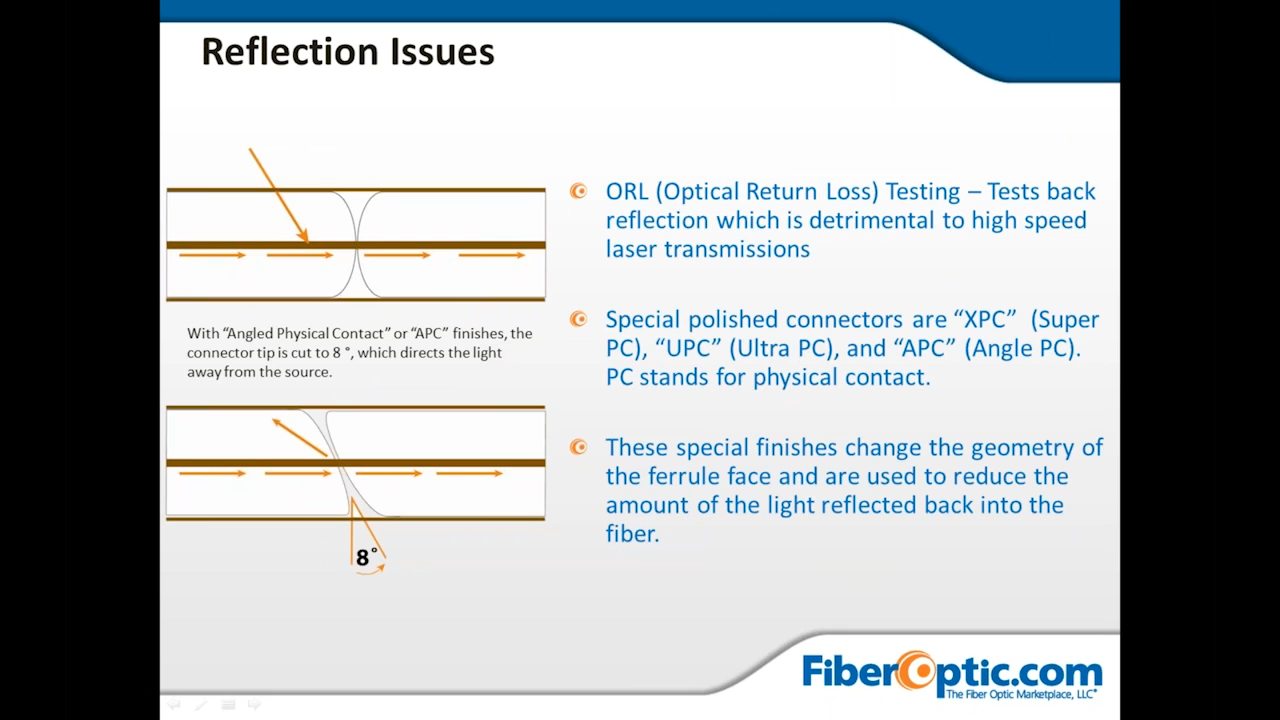 Reflection Issues
ORL (Optical Return Loss) Testing – Tests back
reflection which is detrimental to high speed
laser transmissions
With “Angled Physical Contact” or “APC” finishes, the
connector tip is cut to 8 °, which directs the light
away from the source.
Special polished connectors are “XPC” (Super
PC), “UPC” (Ultra PC), and “APC” (Angle PC).
PC stands for physical contact.
These special finishes change the geometry of
the ferrule face and are used to reduce the
amount of the light reflected back into the
fiber.
8°
FiberOptic.com
The Fiber Optic Marketplace, LLC®